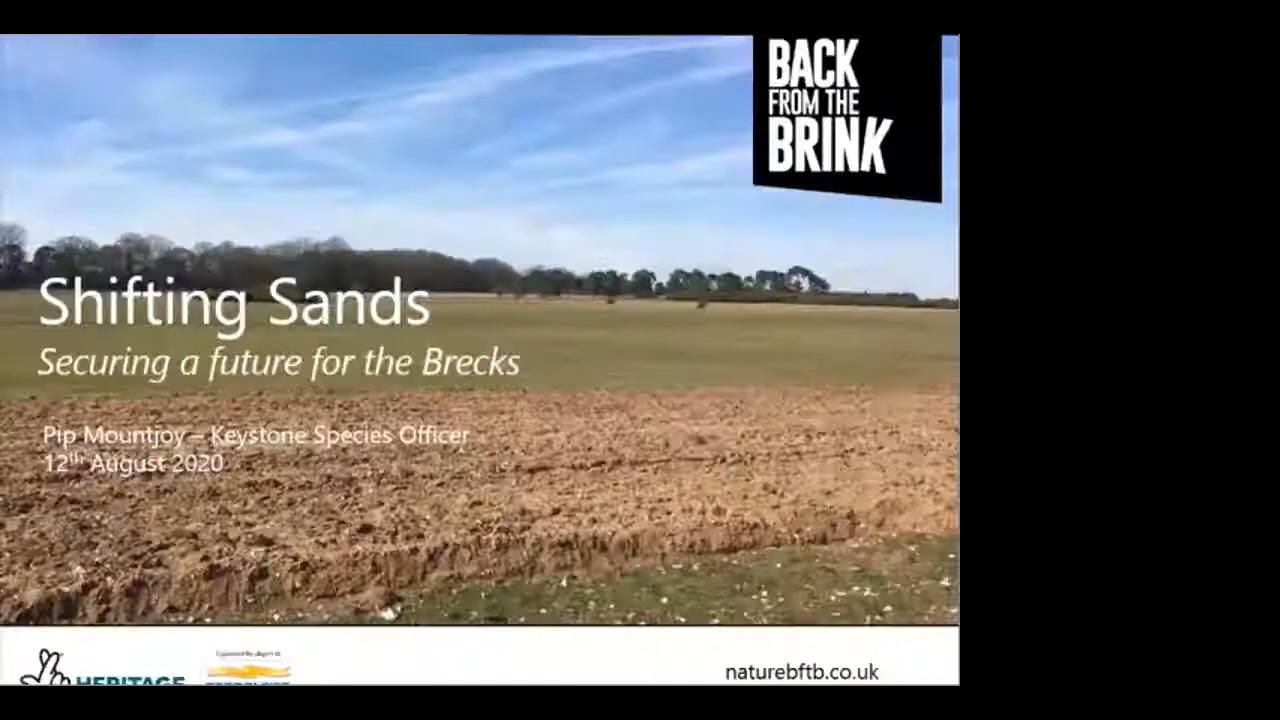 BACK
FROM THE
BRINK
Shifting Sands
Securing a future for the Brecks
Pip Mountjoy – Keystone Species Officer
12th August 2020
HERITAGE
naturebftb.co.uk